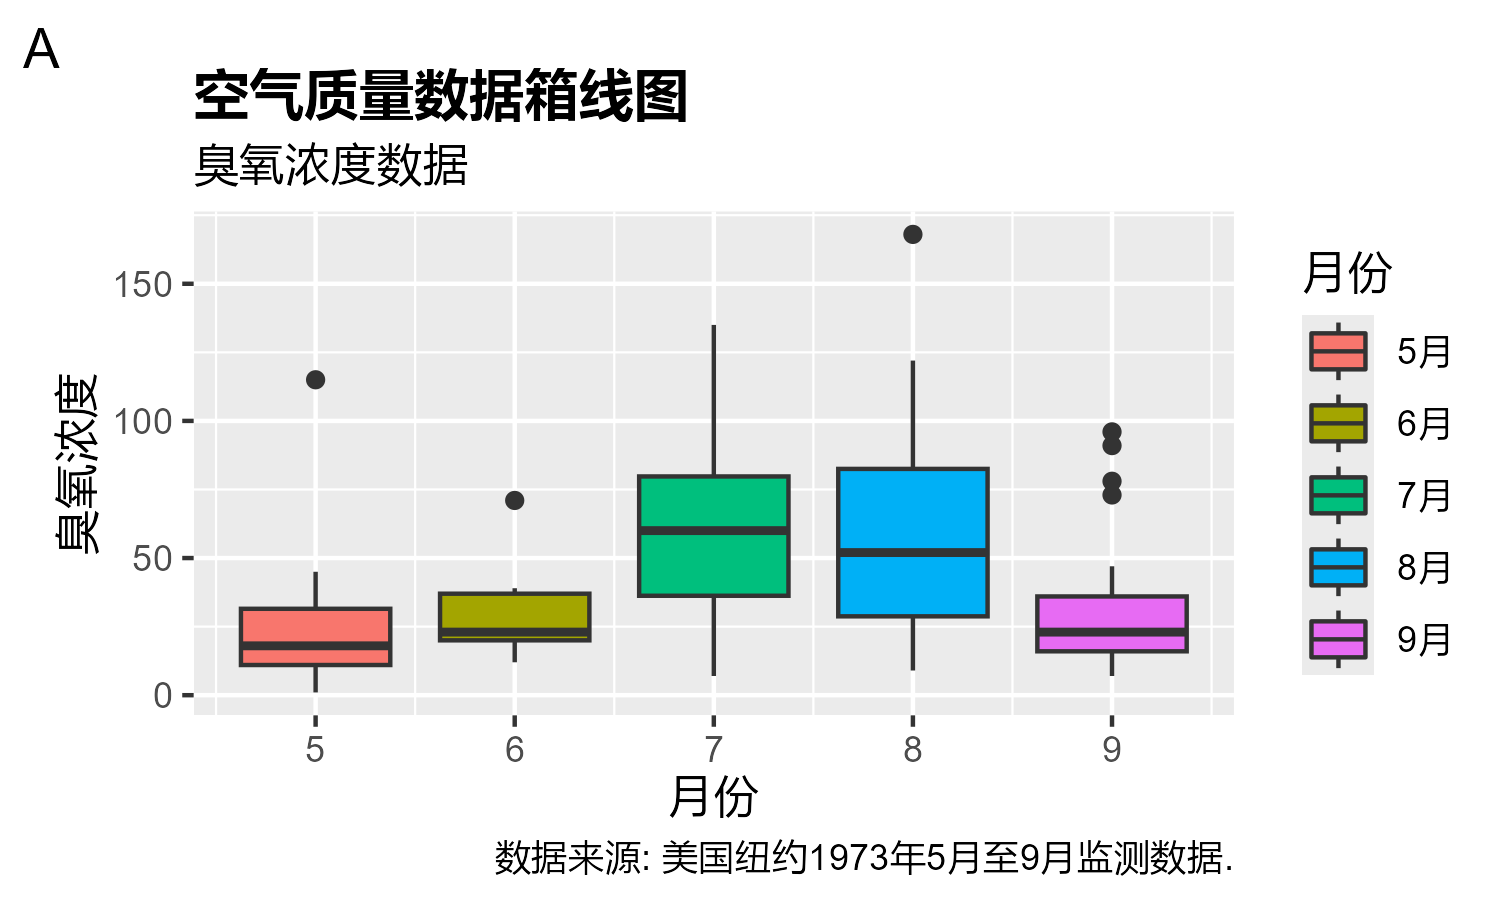 A
空气质量数据箱线图
臭氧浓度数据
臭氧浓度
150
100
50
0
5
6
7
8
9
月份
月份
5月
6月
7月
8月
9月
数据来源: 美国纽约1973年5月至9月监测数据.